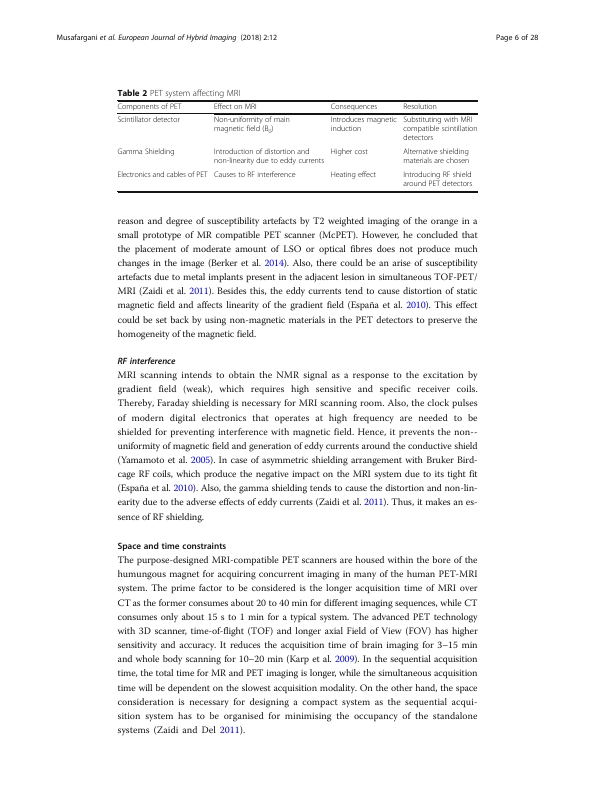 Musafargani et al. European Journal of Hybrid Imaging (2018) 2:12
Page 6 of 28
Table 2 PET system affecting MRI
Components of PET Effect on MRI Consequences Resolution
Scintillator detector Non-uniformity of main magnetic field (B0) Introduces magnetic induction Substituting with MRI compatible scintillation detectors
Gamma Shielding Introduction of distortion and non-linearity due to eddy currents Higher cost Alternative shielding materials are chosen
Electronics and cables of PET Causes to RF interference Heating effect Introducing RF shield around PET detectors
reason and degree of susceptibility artefacts by T2 weighted imaging of the orange in a
small prototype of MR compatible PET scanner (McPET). However, he concluded that
the placement of moderate amount of LSO or optical fibres does not produce much
changes in the image (Berker et al. 2014). Also, there could be an arise of susceptibility
artefacts due to metal implants present in the adjacent lesion in simultaneous TOF-PET/
MRI (Zaidi et al. 2011). Besides this, the eddy currents tend to cause distortion of static
magnetic field and affects linearity of the gradient field (España et al. 2010). This effect
could be set back by using non-magnetic materials in the PET detectors to preserve the
homogeneity of the magnetic field.
RF interference
MRI scanning intends to obtain the NMR signal as a response to the excitation by
gradient field (weak), which requires high sensitive and specific receiver coils.
Thereby, Faraday shielding is necessary for MRI scanning room. Also, the clock pulses
of modern digital electronics that operates at high frequency are needed to be
shielded for preventing interference with magnetic field. Hence, it prevents the non--
uniformity of magnetic field and generation of eddy currents around the conductive shield
(Yamamoto et al. 2005). In case of asymmetric shielding arrangement with Bruker Bird-
cage RF coils, which produce the negative impact on the MRI system due to its tight fit
(España et al. 2010). Also, the gamma shielding tends to cause the distortion and non-lin-
earity due to the adverse effects of eddy currents (Zaidi et al. 2011). Thus, it makes an es-
sence of RF shielding.
Space and time constraints
The purpose-designed MRI-compatible PET scanners are housed within the bore of the
humungous magnet for acquiring concurrent imaging in many of the human PET-MRI
system. The prime factor to be considered is the longer acquisition time of MRI over
CT as the former consumes about 20 to 40 min for different imaging sequences, while CT
consumes only about 15 s to 1 min for a typical system. The advanced PET technology
with 3D scanner, time-of-flight (TOF) and longer axial Field of View (FOV) has higher
sensitivity and accuracy. It reduces the acquisition time of brain imaging for 3–15 min
and whole body scanning for 10–20 min (Karp et al. 2009). In the sequential acquisition
time, the total time for MR and PET imaging is longer, while the simultaneous acquisition
time will be dependent on the slowest acquisition modality. On the other hand, the space
consideration is necessary for designing a compact system as the sequential acqui-
sition system has to be organised for minimising the occupancy of the standalone
systems (Zaidi and Del 2011).